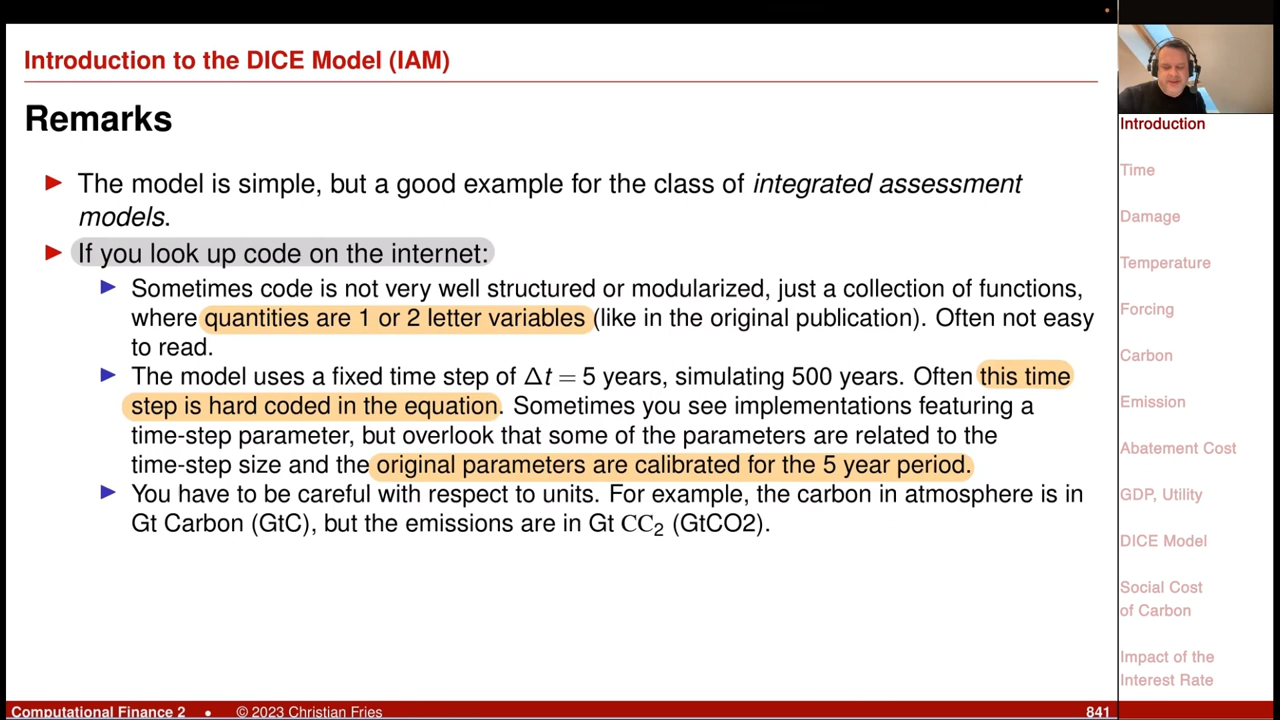 Introduction to the DICE Model (IAM)
Remarks
The model is simple, but a good example for the class of integrated assessment
models.
If you look up code on the internet:
Sometimes code is not very well structured or modularized, just a collection of functions,
where quantities are 1 or 2 letter variables (like in the original publication). Often not easy
to read.
The model uses a fixed time step of Δt = 5 years, simulating 500 years. Often this time
step is hard coded in the equation. Sometimes you see implementations featuring a
time-step parameter, but overlook that some of the parameters are related to the
time-step size and the original parameters are calibrated for the 5 year period.
You have to be careful with respect to units. For example, the carbon in atmosphere is in
Gt Carbon (GtC), but the emissions are in Gt CC₂ (GtCO2).
Introduction
Time
Damage
Temperature
Forcing
Carbon
Emission
Abatement Cost
GDP, Utility
DICE Model
Social Cost
of Carbon
Impact of the
Interest Rate
Computational Finance 2 • © 2023 Christian Fries 841